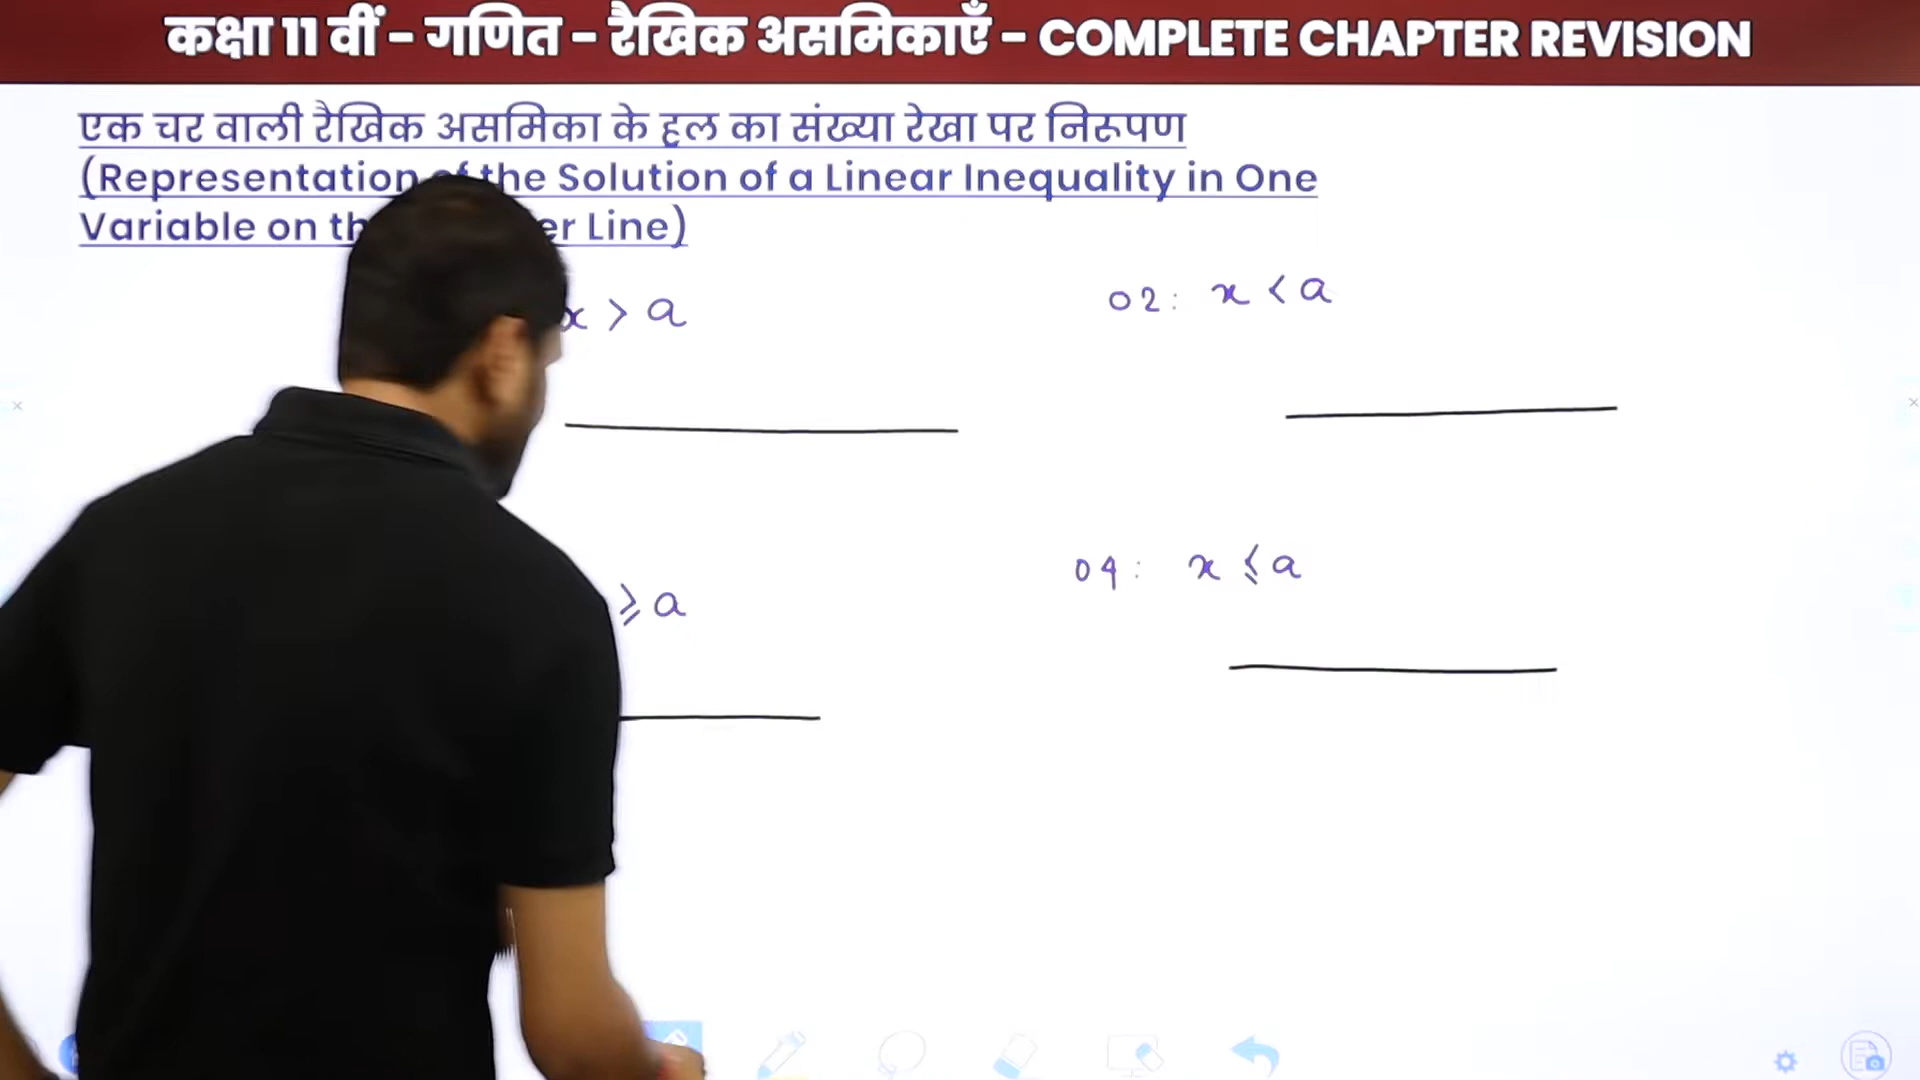 कक्षा 11 वीं - गणित - रैखिक असमिकाएँ - COMPLETE CHAPTER REVISION
एक चर वाली रैखिक असमिका के हल का संख्या रेखा पर निरूपण
(Representation of the Solution of a Linear Inequality in One
Variable on th er Line)
x > a
02: x < a
≥ a
04: x ≤ a